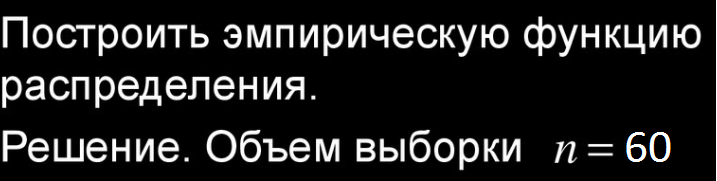 Построить эмпирическую функцию
распределения.
Решение. Объем выборки n = 60